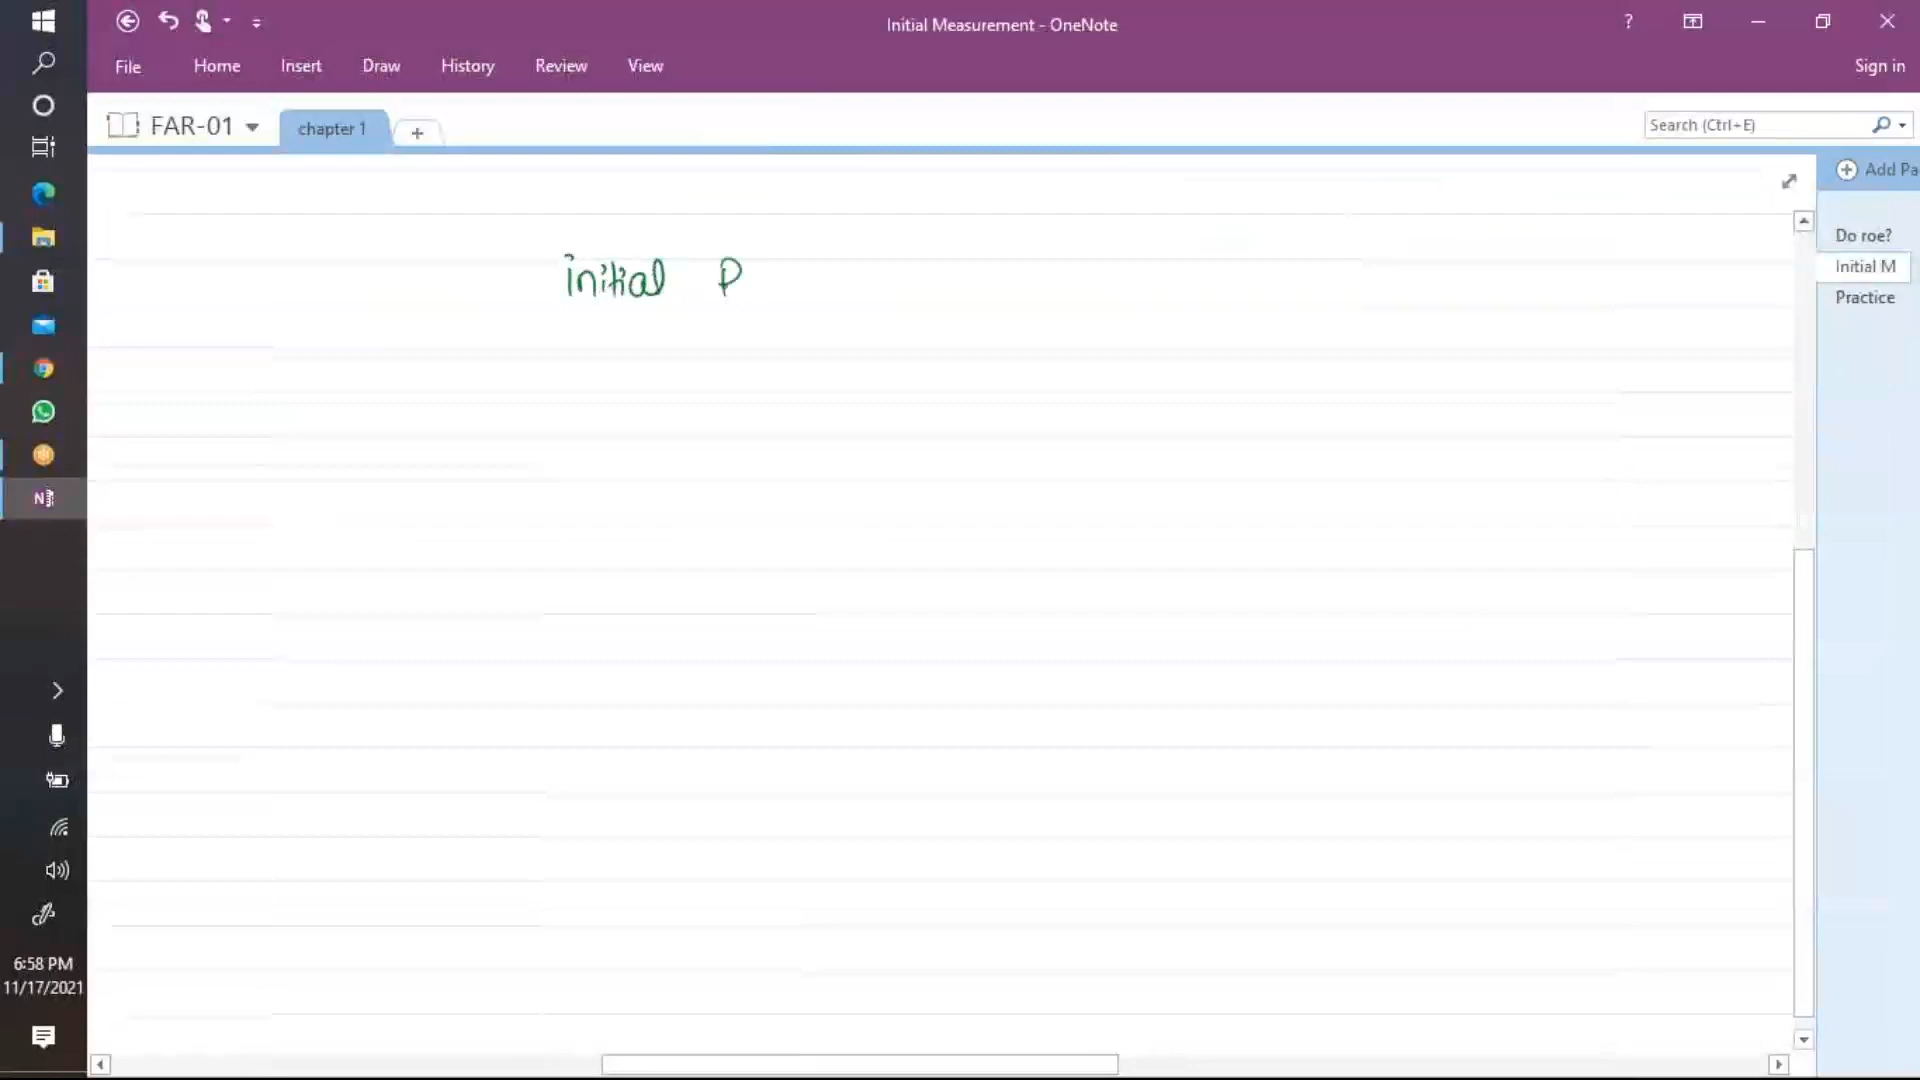 Initial Measurement - OneNote
?
File Home Insert Draw History Review View
Sign in
FAR-01
chapter 1
+
Search (Ctrl+E)
Add Pa
Do roe?
Initial M
Practice
initial P
N
6:58 PM
11/17/2021